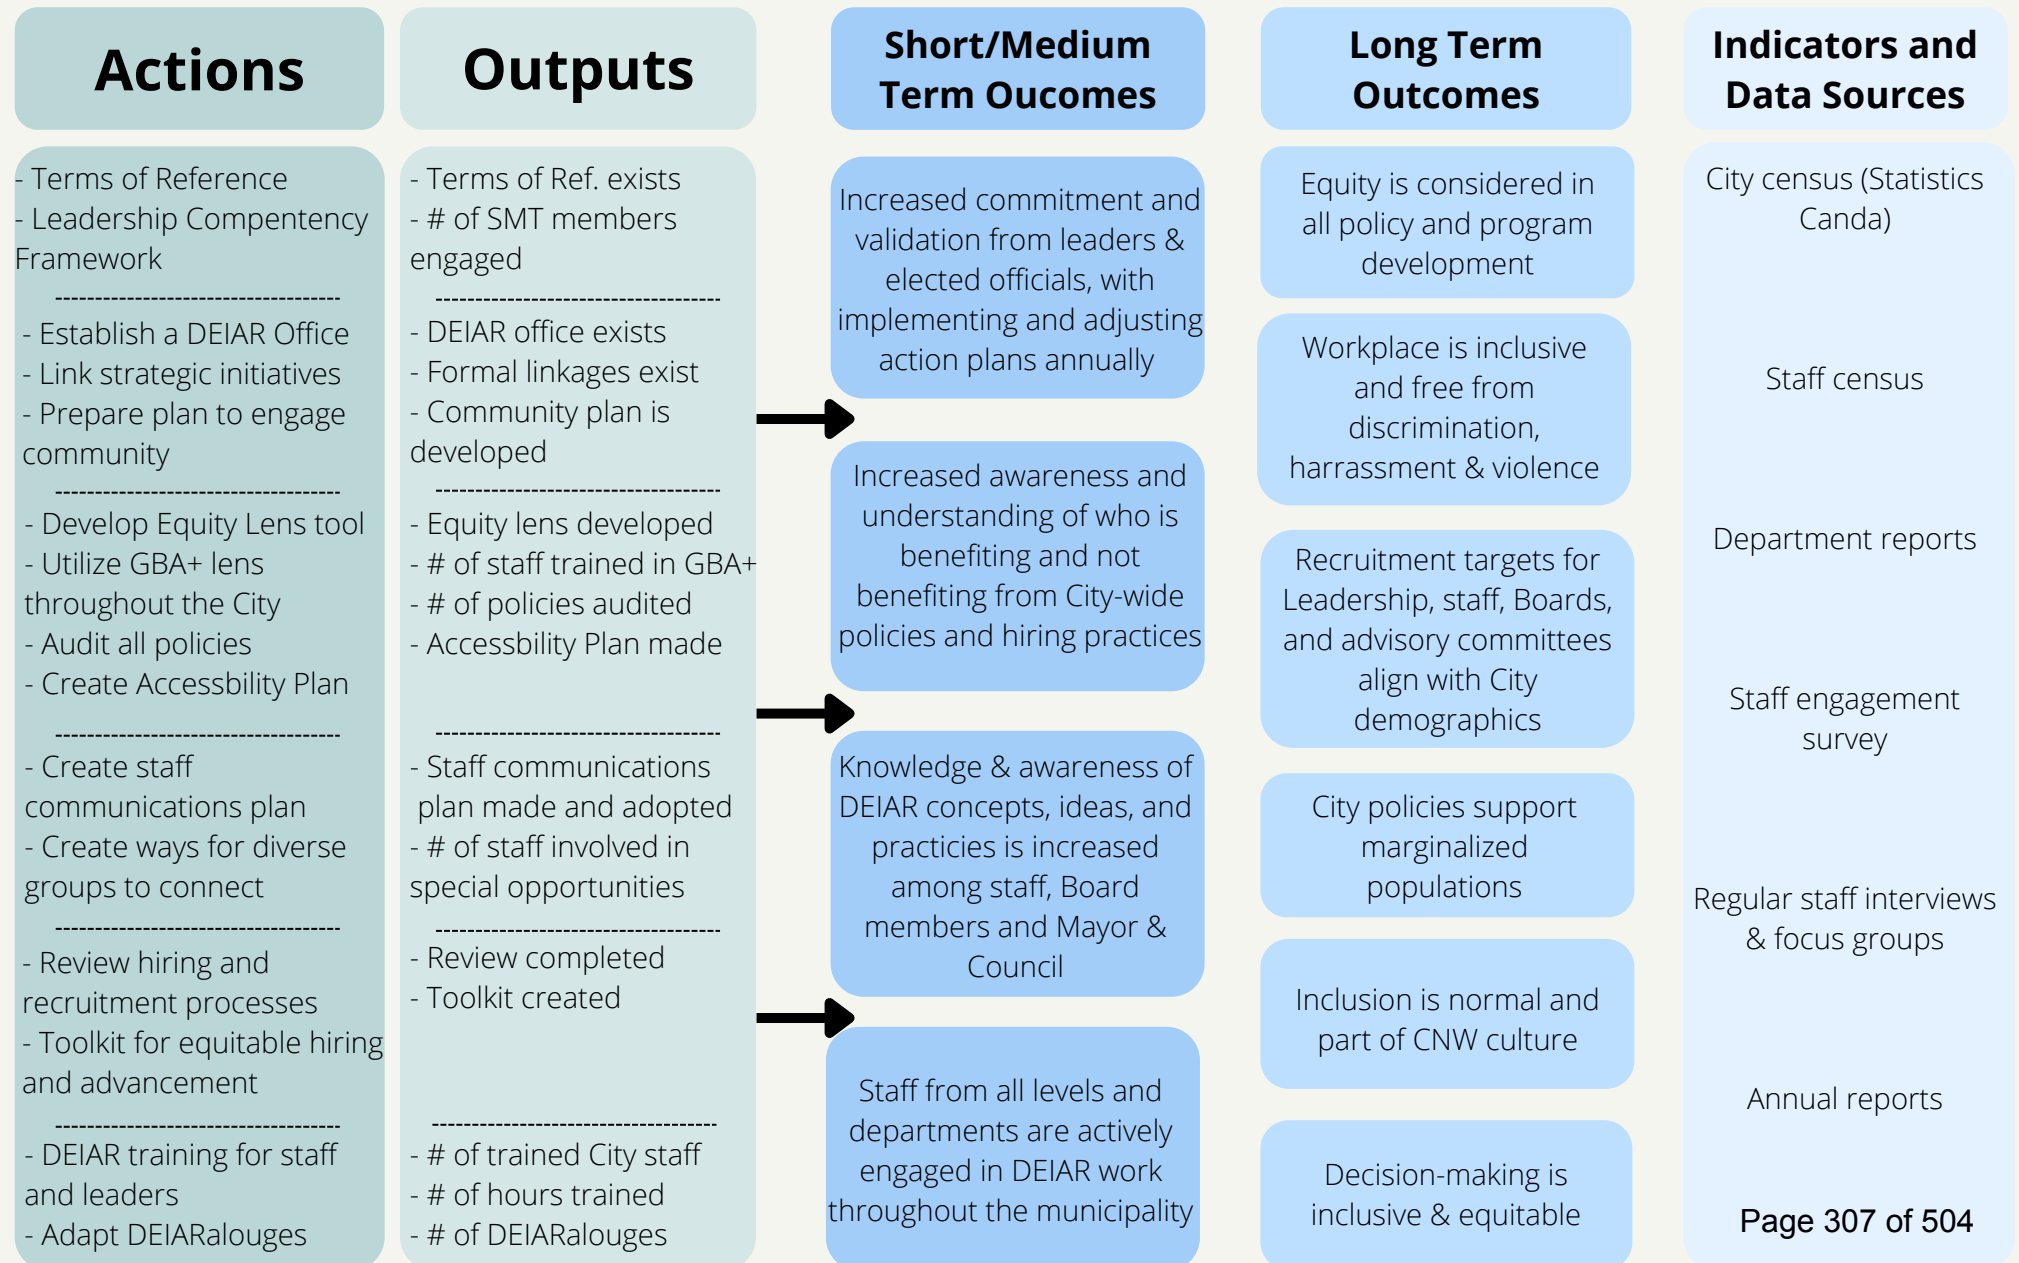 Actions
- Terms of Reference
- Leadership Compentency
Framework
------------------------------------
- Establish a DEIAR Office
- Link strategic initiatives
- Prepare plan to engage
community
------------------------------------
- Develop Equity Lens tool
- Utilize GBA+ lens
throughout the City
- Audit all policies
- Create Accessbility Plan
------------------------------------
- Create staff
communications plan
- Create ways for diverse
groups to connect
------------------------------------
- Review hiring and
recruitment processes
- Toolkit for equitable hiring
and advancement
------------------------------------
- DEIAR training for staff
and leaders
- Adapt DEIARalouges
Outputs
- Terms of Ref. exists
- # of SMT members
engaged
------------------------------------
- DEIAR office exists
- Formal linkages exist
- Community plan is
developed
------------------------------------
- Equity lens developed
- # of staff trained in GBA+
- # of policies audited
- Accessbility Plan made
------------------------------------
- Staff communications
plan made and adopted
- # of staff involved in
special opportunities
------------------------------------
- Review completed
- Toolkit created
------------------------------------
- # of trained City staff
- # of hours trained
- # of DEIARalouges
Short/Medium
Term Oucomes
Increased commitment and
validation from leaders &
elected officials, with
implementing and adjusting
action plans annually
Increased awareness and
understanding of who is
benefiting and not
benefiting from City-wide
policies and hiring practices
Knowledge & awareness of
DEIAR concepts, ideas, and
practicies is increased
among staff, Board
members and Mayor &
Council
Staff from all levels and
departments are actively
engaged in DEIAR work
throughout the municipality
Long Term
Outcomes
Equity is considered in
all policy and program
development
Workplace is inclusive
and free from
discrimination,
harrassment & violence
Recruitment targets for
Leadership, staff, Boards,
and advisory committees
align with City
demographics
City policies support
marginalized
populations
Inclusion is normal and
part of CNW culture
Decision-making is
inclusive & equitable
Indicators and
Data Sources
City census (Statistics
Canda)
Staff census
Department reports
Staff engagement
survey
Regular staff interviews
& focus groups
Annual reports
Page 307 of 504